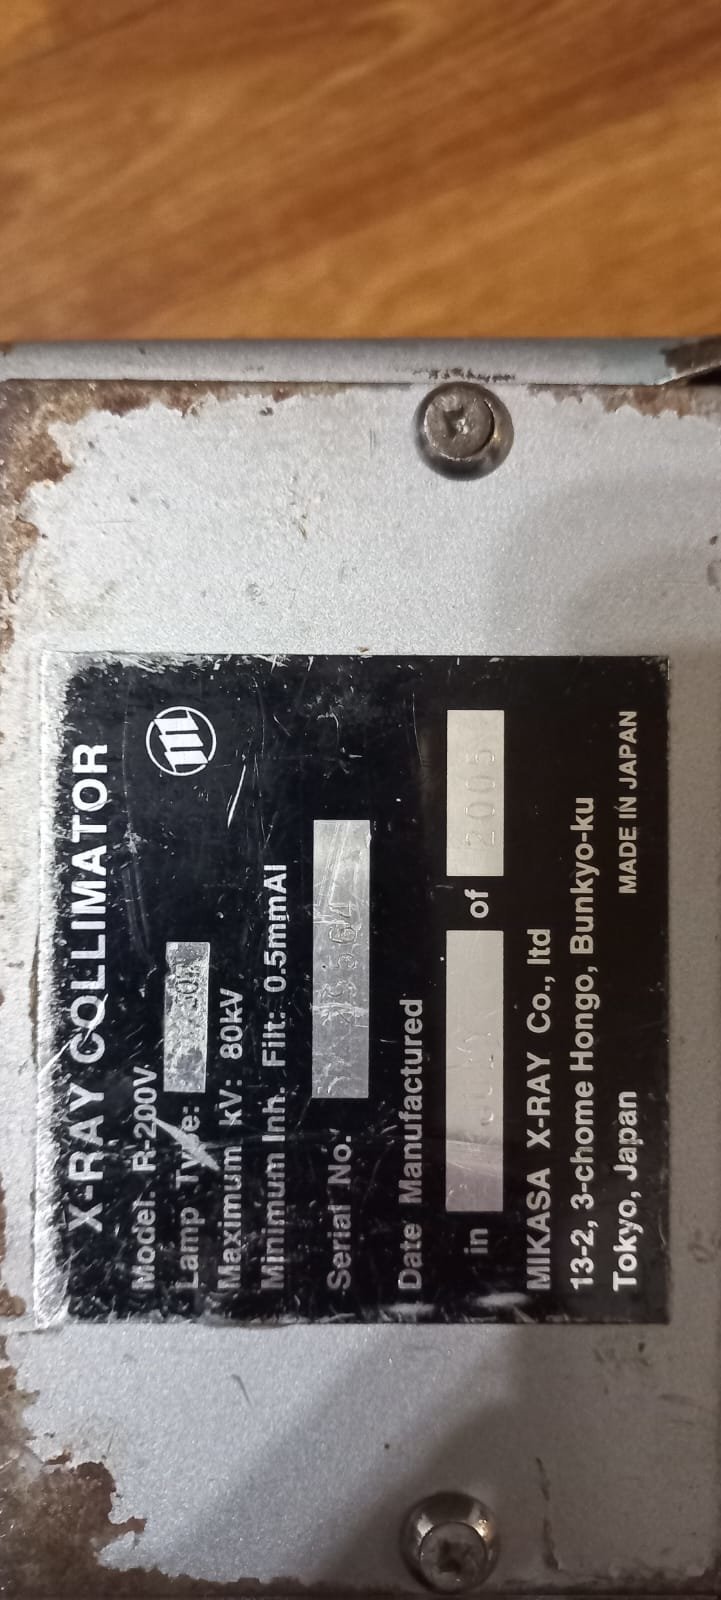 X-RAY COLLIMATOR
Model. R-200V
Lamp Type:
Maximum kV: 80kV
Minimum Inh. Filt: 0.5mmAl
Serial No.
Date Manufactured
in of 2005
MIKASA X-RAY Co., ltd
13-2, 3-chome Hongo, Bunkyo-ku
Tokyo, Japan MADE IN JAPAN